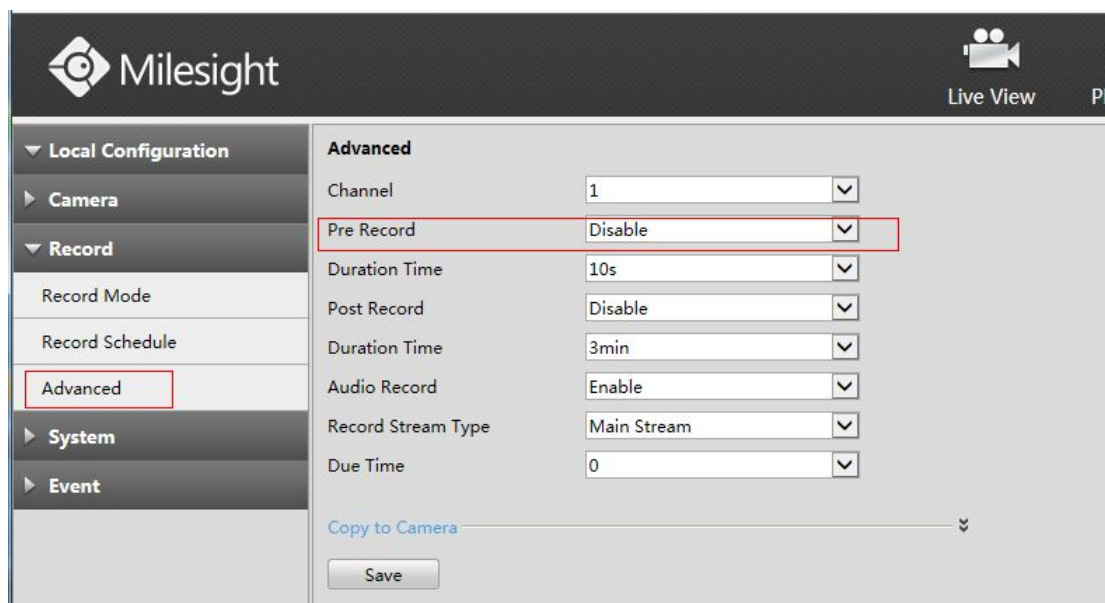 Milesight
Live View
Local Configuration
Camera
Record
Record Mode
Record Schedule
Advanced
System
Event
Advanced
Channel 1
Pre Record Disable
Duration Time 10s
Post Record Disable
Duration Time 3min
Audio Record Enable
Record Stream Type Main Stream
Due Time 0
Copy to Camera
Save